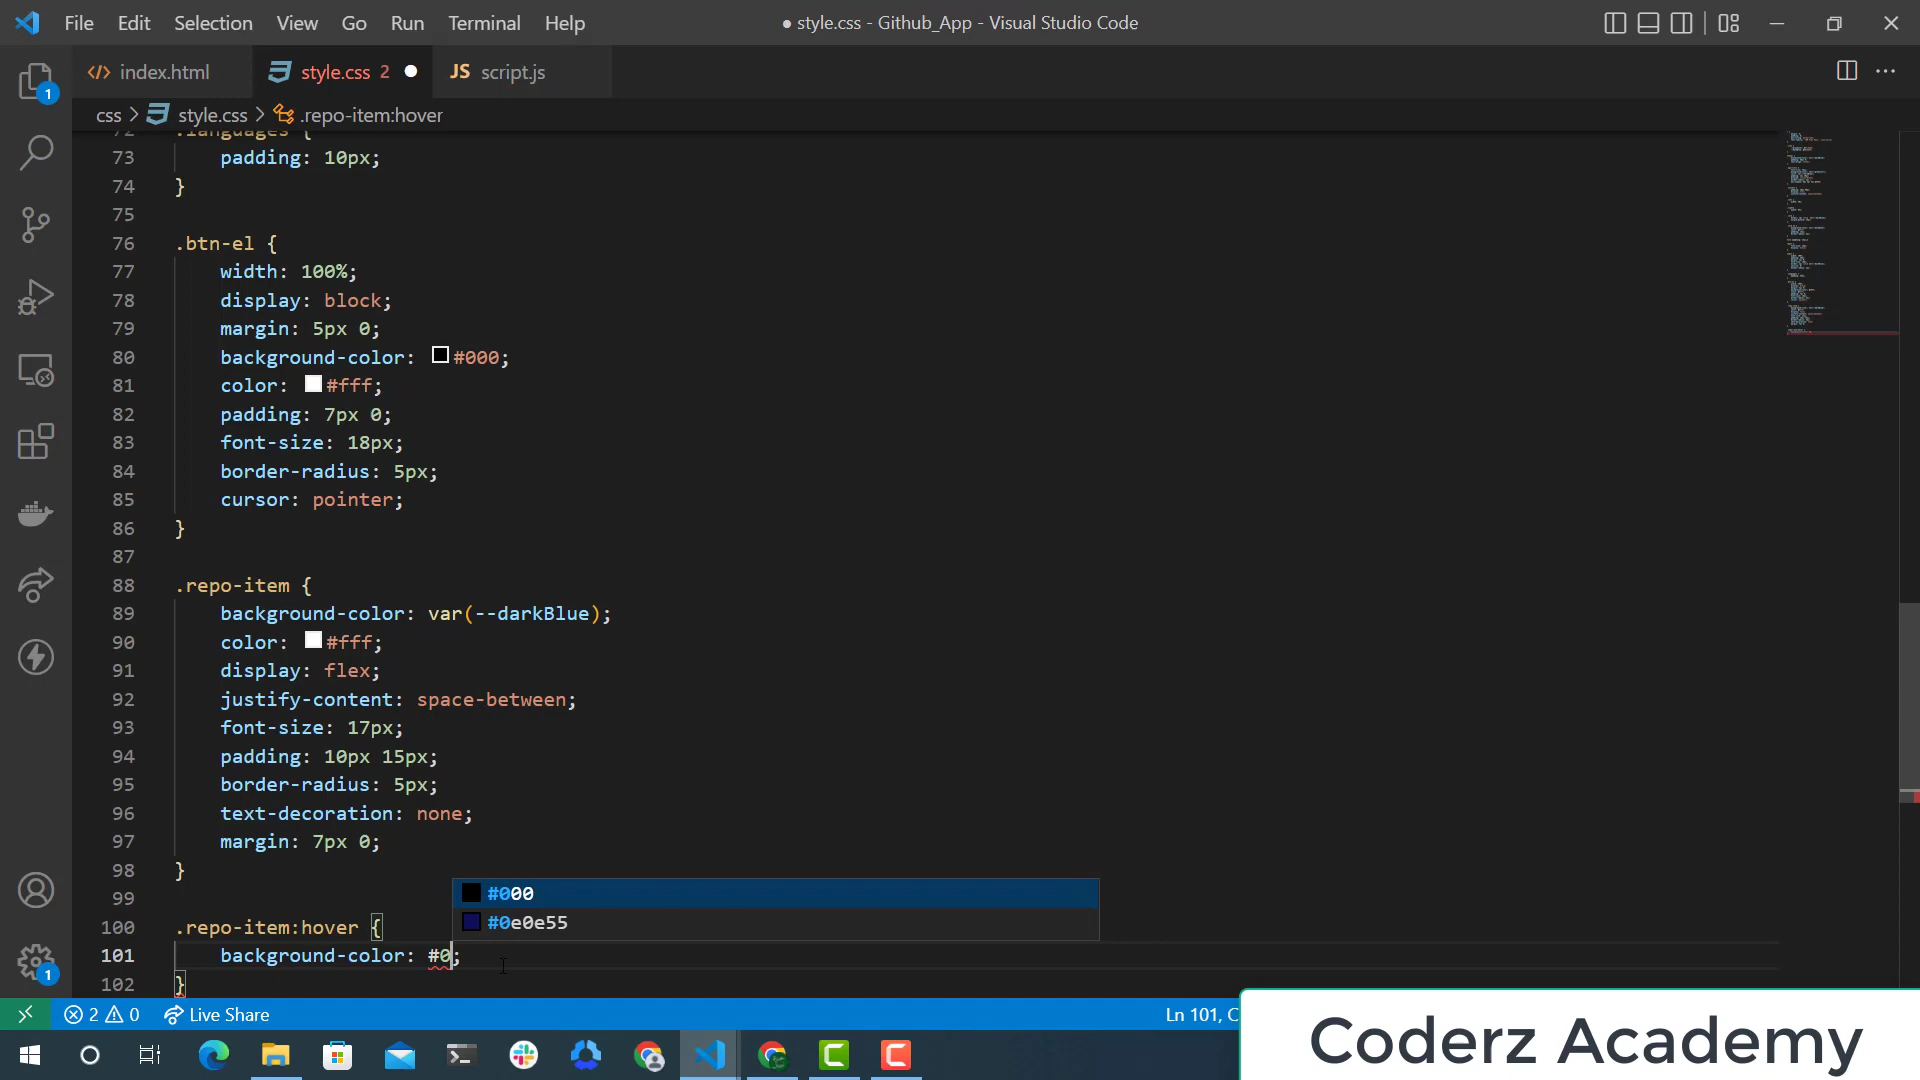 File Edit Selection View Go Run Terminal Help
● style.css - Github_App - Visual Studio Code
index.html
style.css 2
JS script.js
1
css > style.css > .repo-item:hover
72 .languages {
73 padding: 10px;
74 }
75
76 .btn-el {
77 width: 100%;
78 display: block;
79 margin: 5px 0;
80 background-color: #000;
81 color: #fff;
82 padding: 7px 0;
83 font-size: 18px;
84 border-radius: 5px;
85 cursor: pointer;
86 }
87
88 .repo-item {
89 background-color: var(--darkBlue);
90 color: #fff;
91 display: flex;
92 justify-content: space-between;
93 font-size: 17px;
94 padding: 10px 15px;
95 border-radius: 5px;
96 text-decoration: none;
97 margin: 7px 0;
98 }
99
#000
#0e0e55
100 .repo-item:hover {
101 background-color: #0;
102 }
1
2 0 Live Share
Ln 101, C
Coderz Academy